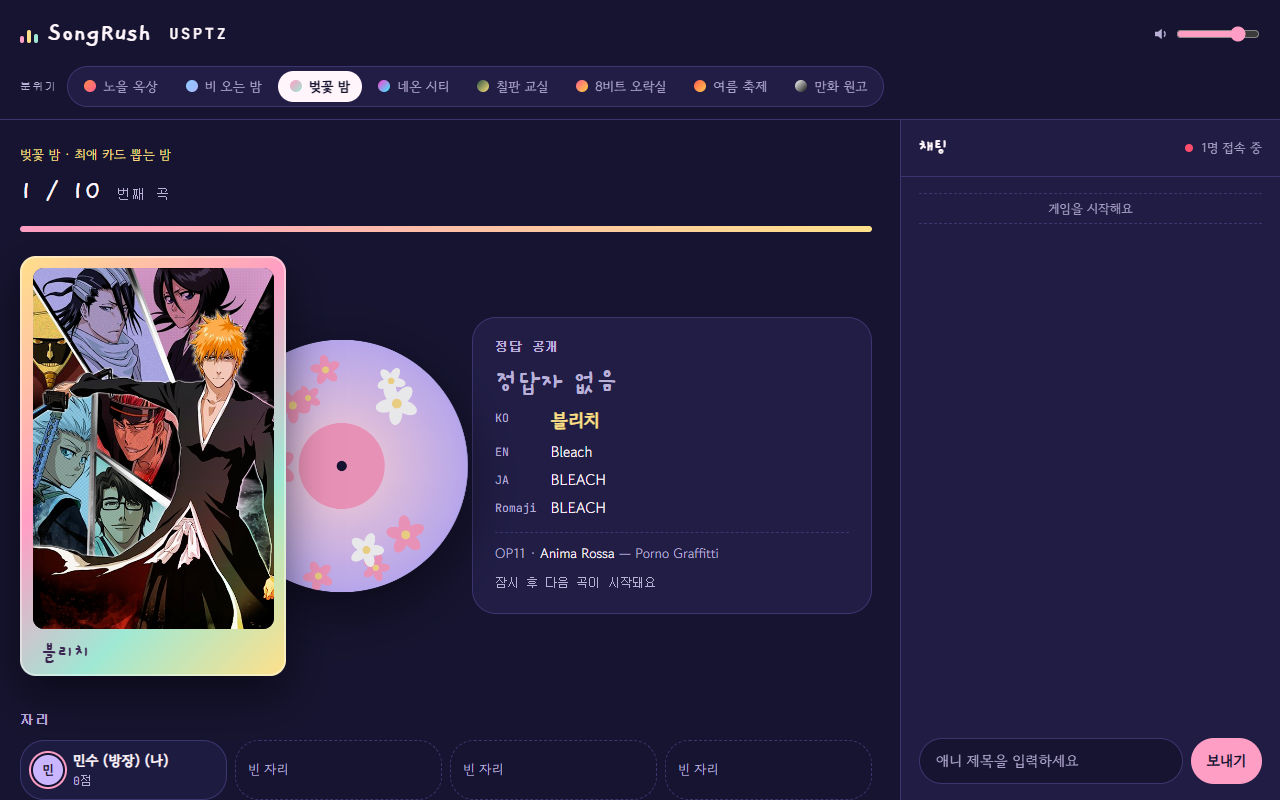 SongRush USPTZ
분위기 노을 옥상 비 오는 밤 벚꽃 밤 네온 시티 칠판 교실 8비트 오락실 여름 축제 만화 원고
벚꽃 밤 · 최애 카드 뽑는 밤
1 / 10 번째 곡
블리치
정답 공개
정답자 없음
KO 블리치
EN Bleach
JA BLEACH
Romaji BLEACH
OP11 · Anima Rossa — Porno Graffitti
잠시 후 다음 곡이 시작돼요
자리
민 민수 (방장) (나)
0점
빈 자리
빈 자리
빈 자리
채팅 1명 접속 중
게임을 시작해요
애니 제목을 입력하세요 보내기